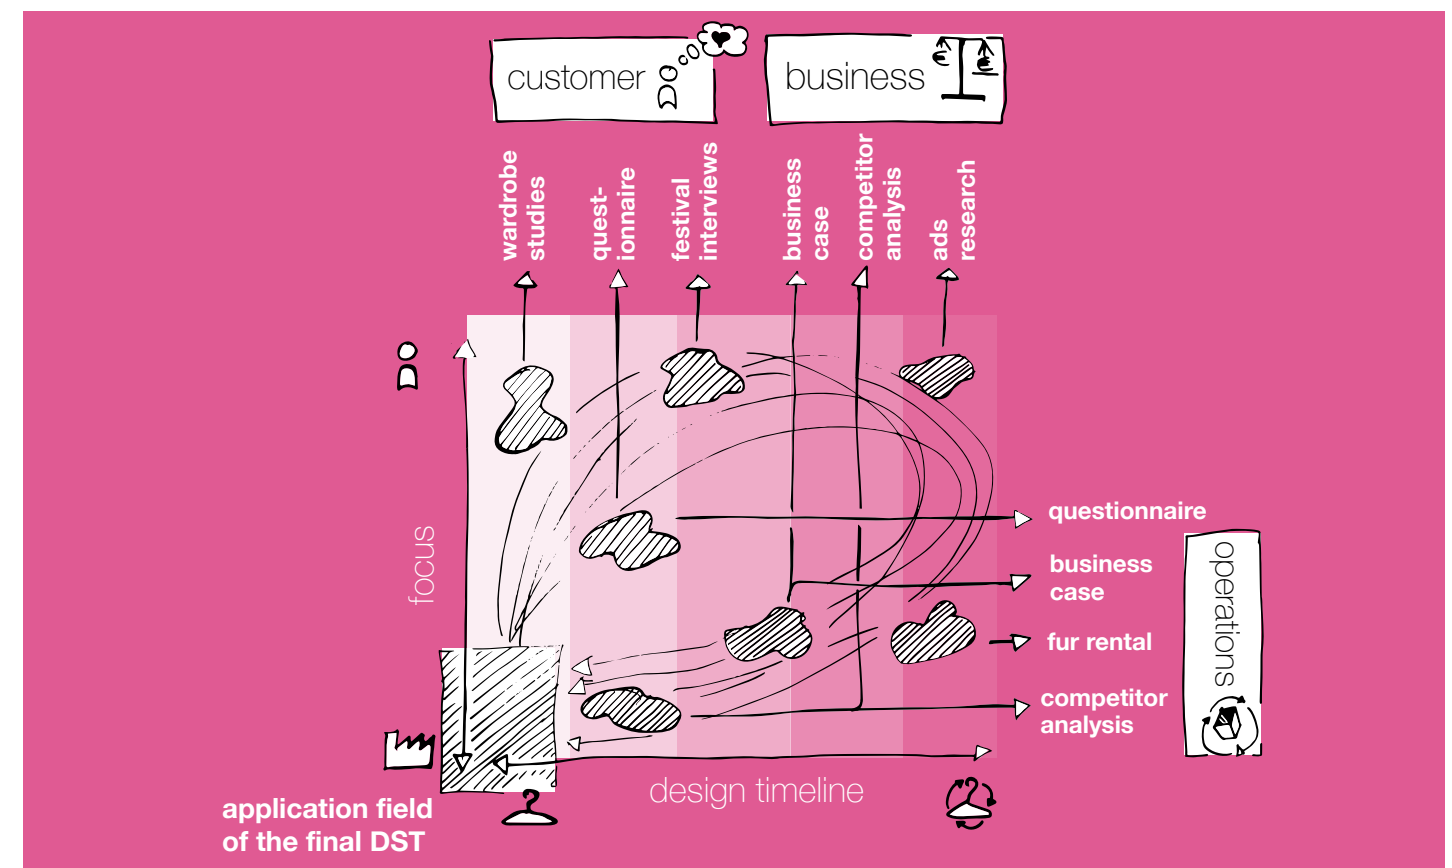 customer
business
wardrobe
studies
quest-
ionnaire
festival
interviews
business
case
competitor
analysis
ads
research
focus
questionnaire
business
case
fur rental
competitor
analysis
operations
design timeline
application field
of the final DST